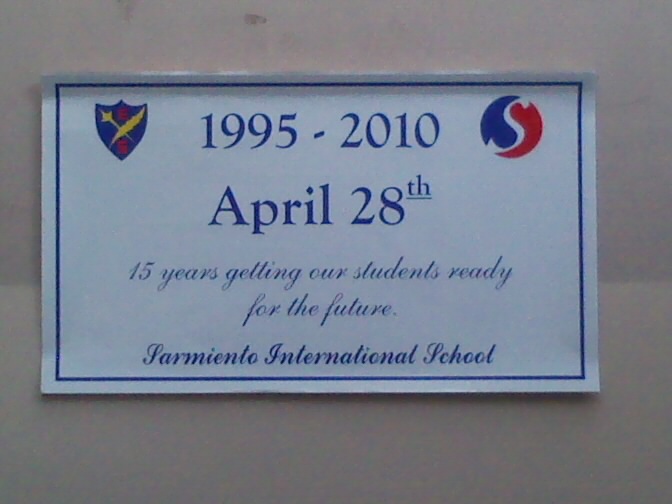 1995 - 2010
April 28th
15 years getting our students ready
for the future.
Sarmiento International School